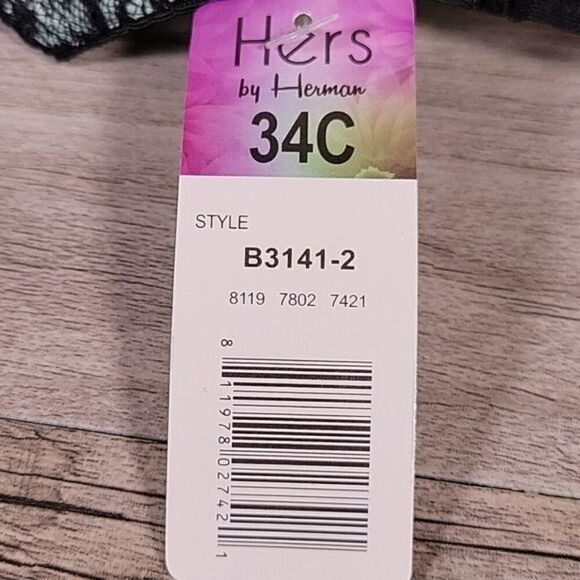 Hers
by Herman
34C
STYLE
B3141-2
8119 7802 7421
8 11978 02742 1